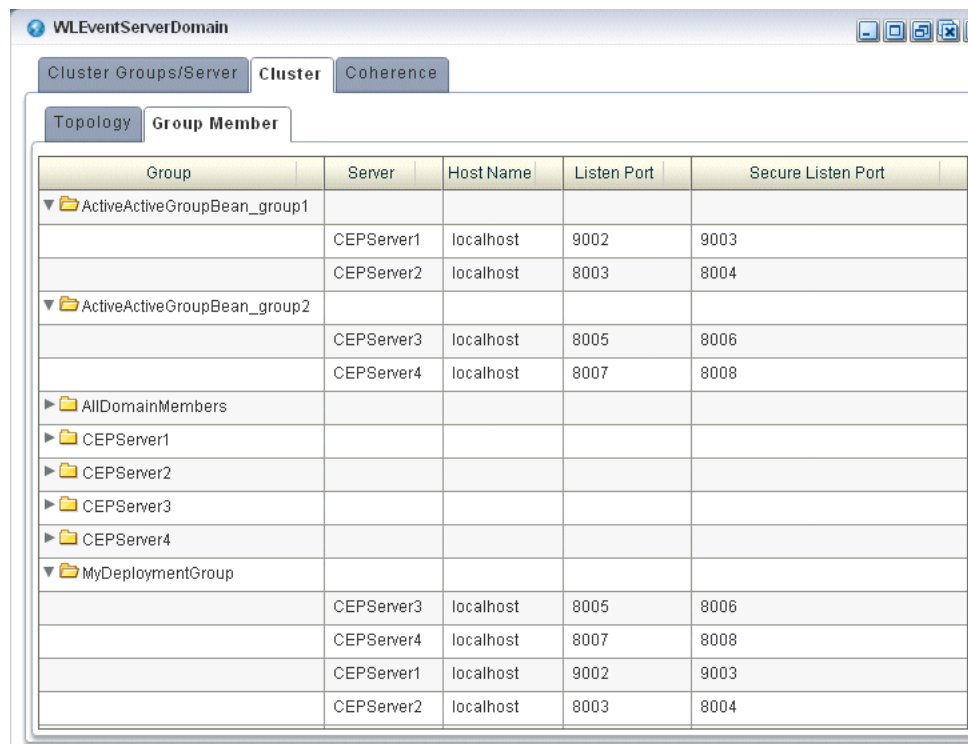 WLEventServerDomain
Cluster Groups/Server Cluster Coherence
Topology Group Member
Group Server Host Name Listen Port Secure Listen Port
ActiveActiveGroupBean_group1
CEPServer1 localhost 9002 9003
CEPServer2 localhost 8003 8004
ActiveActiveGroupBean_group2
CEPServer3 localhost 8005 8006
CEPServer4 localhost 8007 8008
AllDomainMembers
CEPServer1
CEPServer2
CEPServer3
CEPServer4
MyDeploymentGroup
CEPServer3 localhost 8005 8006
CEPServer4 localhost 8007 8008
CEPServer1 localhost 9002 9003
CEPServer2 localhost 8003 8004